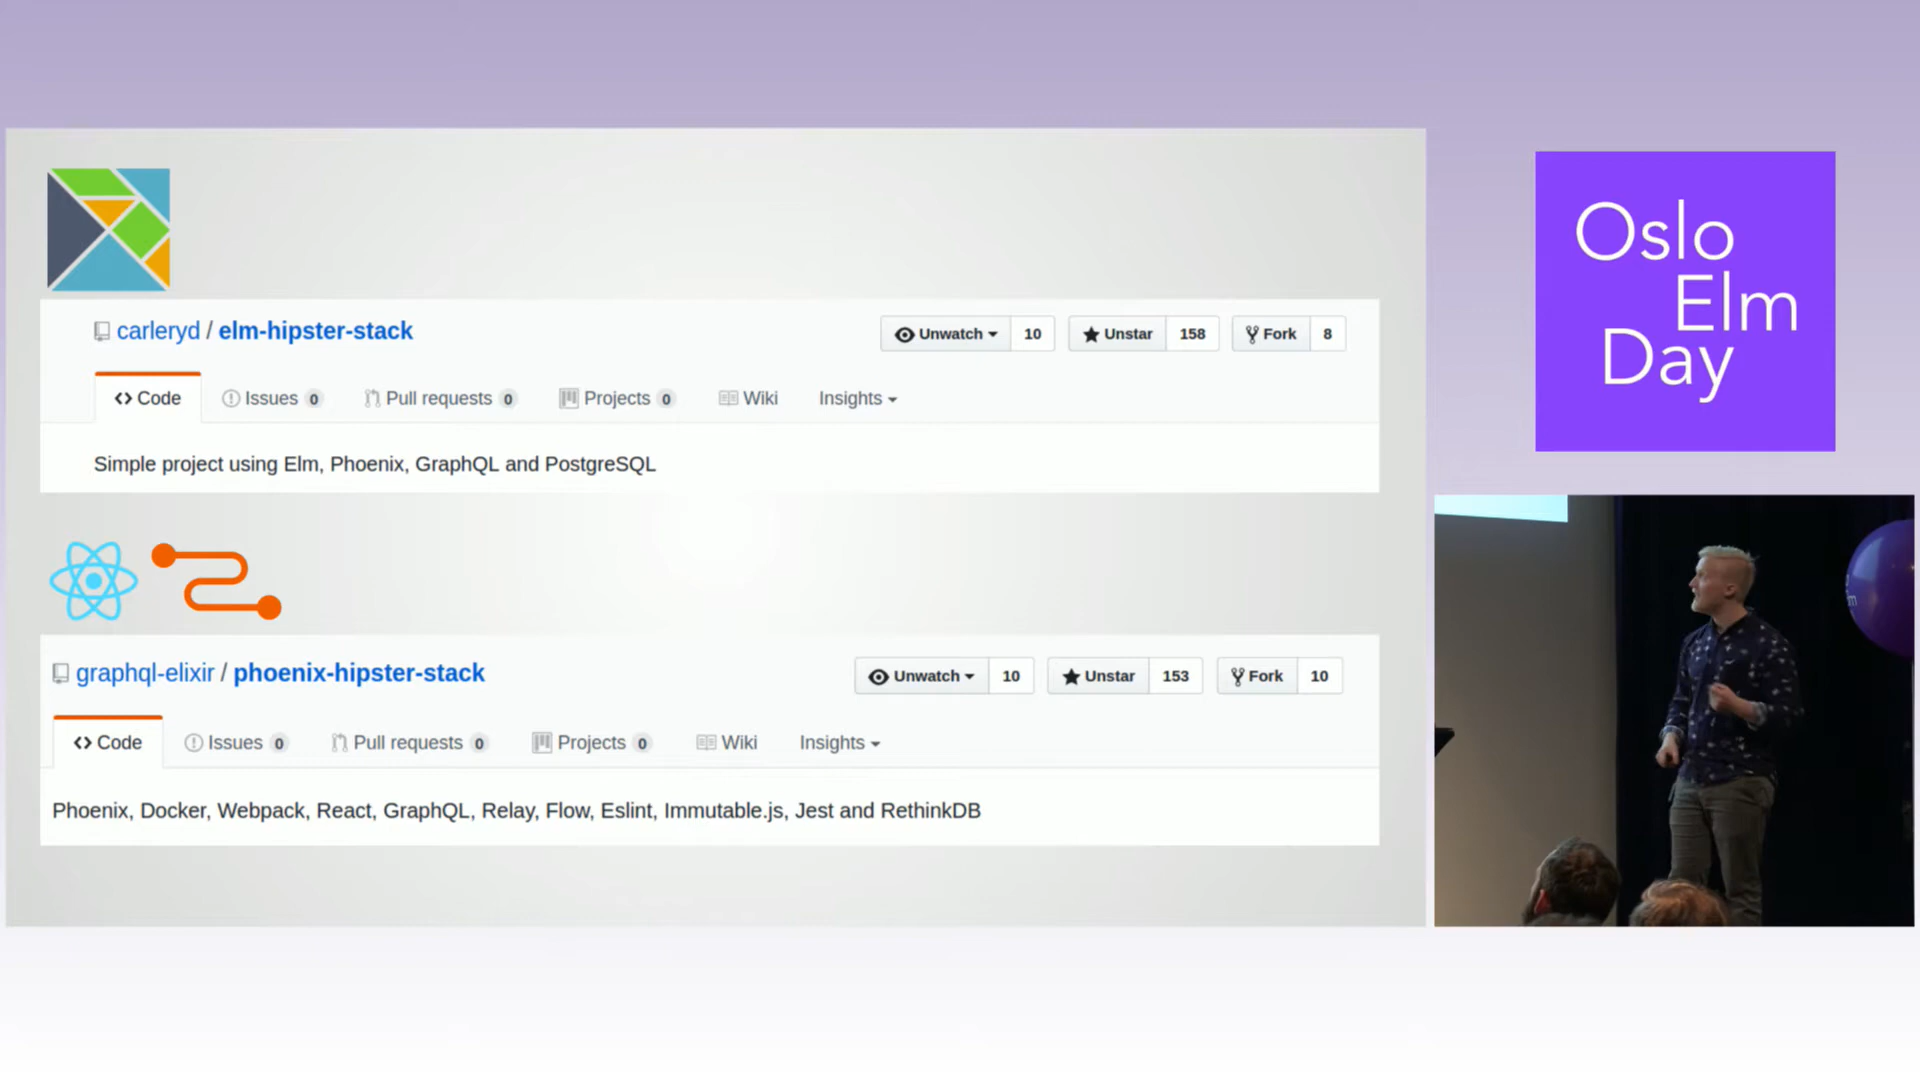 carleryd / elm-hipster-stack
Unwatch 10 Unstar 158 Fork 8
Code Issues 0 Pull requests 0 Projects 0 Wiki Insights
Simple project using Elm, Phoenix, GraphQL and PostgreSQL
graphql-elixir / phoenix-hipster-stack
Unwatch 10 Unstar 153 Fork 10
Code Issues 0 Pull requests 0 Projects 0 Wiki Insights
Phoenix, Docker, Webpack, React, GraphQL, Relay, Flow, Eslint, Immutable.js, Jest and RethinkDB
Oslo
Elm
Day